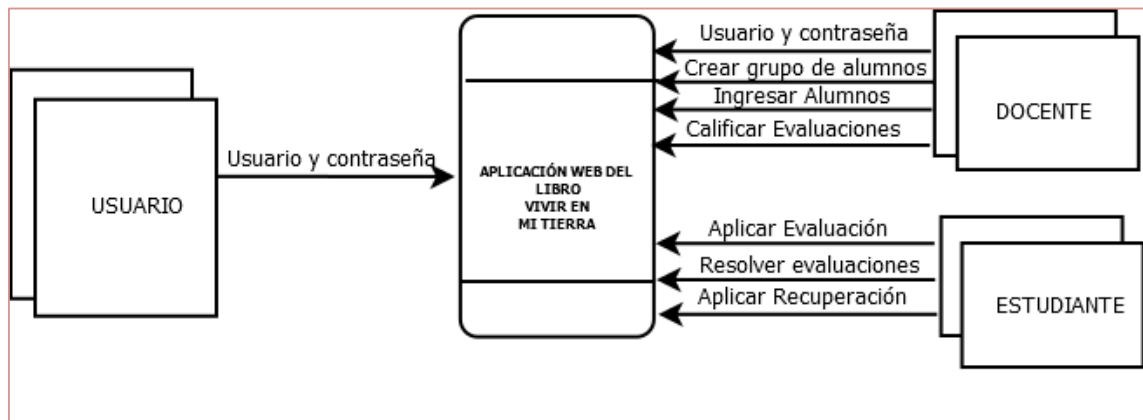 USUARIO
Usuario y contraseña
APLICACIÓN WEB DEL
LIBRO
VIVIR EN
MI TIERRA
Usuario y contraseña
Crear grupo de alumnos
Ingresar Alumnos
Calificar Evaluaciones
DOCENTE
Aplicar Evaluación
Resolver evaluaciones
Aplicar Recuperación
ESTUDIANTE